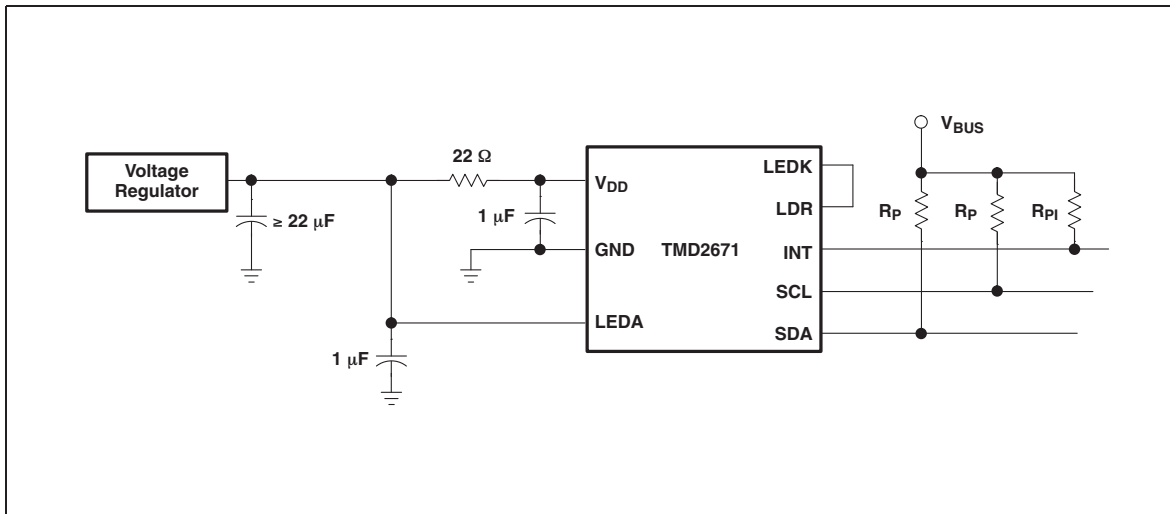 Voltage
Regulator
≥ 22 μF
22 Ω
1 μF
1 μF
VDD
GND
LEDA
TMD2671
LEDK
LDR
INT
SCL
SDA
VBUS
RP
RP
RPI